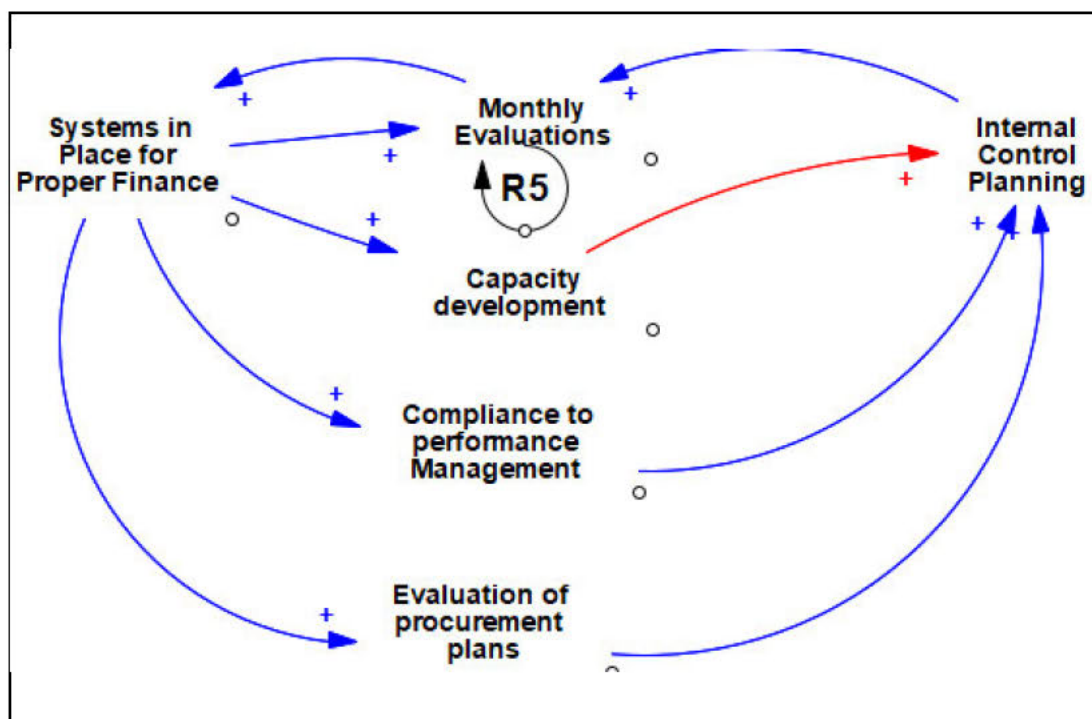 Systems in
Place for
Proper Finance
Monthly
Evaluations
R5
Capacity
development
Compliance to
performance
Management
Evaluation of
procurement
plans
Internal
Control
Planning
+
+
+
+
+
+
+
+
+